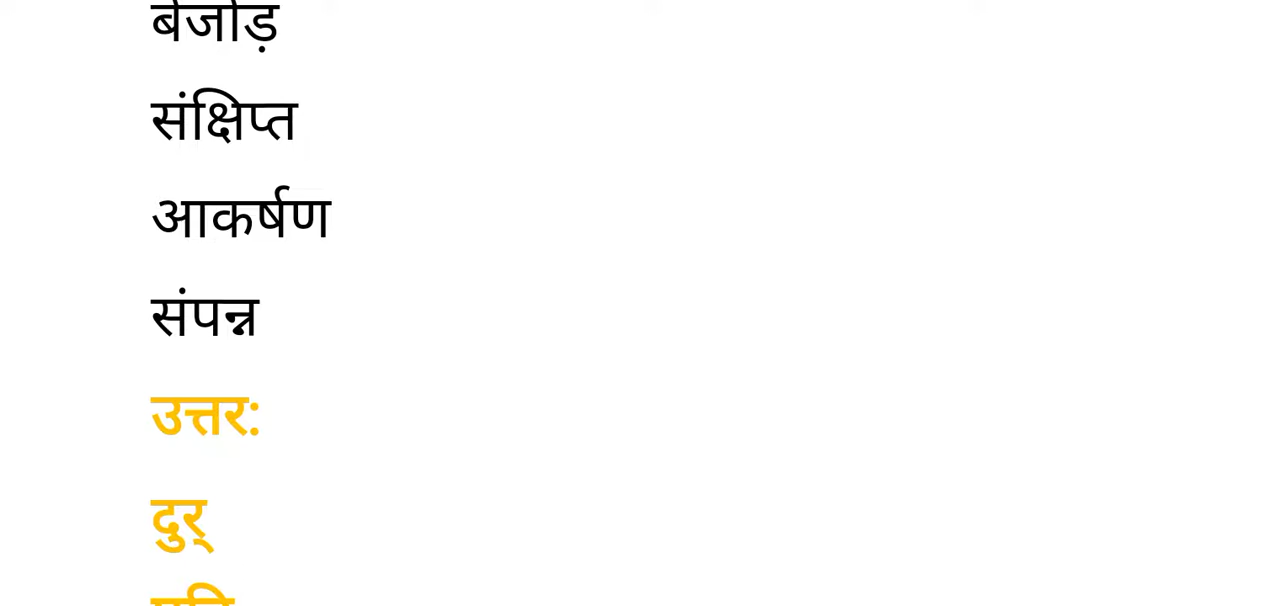 बेजोड़
संक्षिप्त
आकर्षण
संपन्न
उत्तर:
दुर्